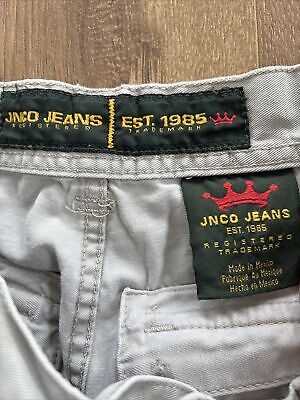 JNCO JEANS EST. 1985
REGISTERED TRADEMARK
JNCO JEANS
EST. 1985
REGISTERED
TRADEMARK
Made in Mexico
Fabriqué Au Mexique
Hecho en Mexico